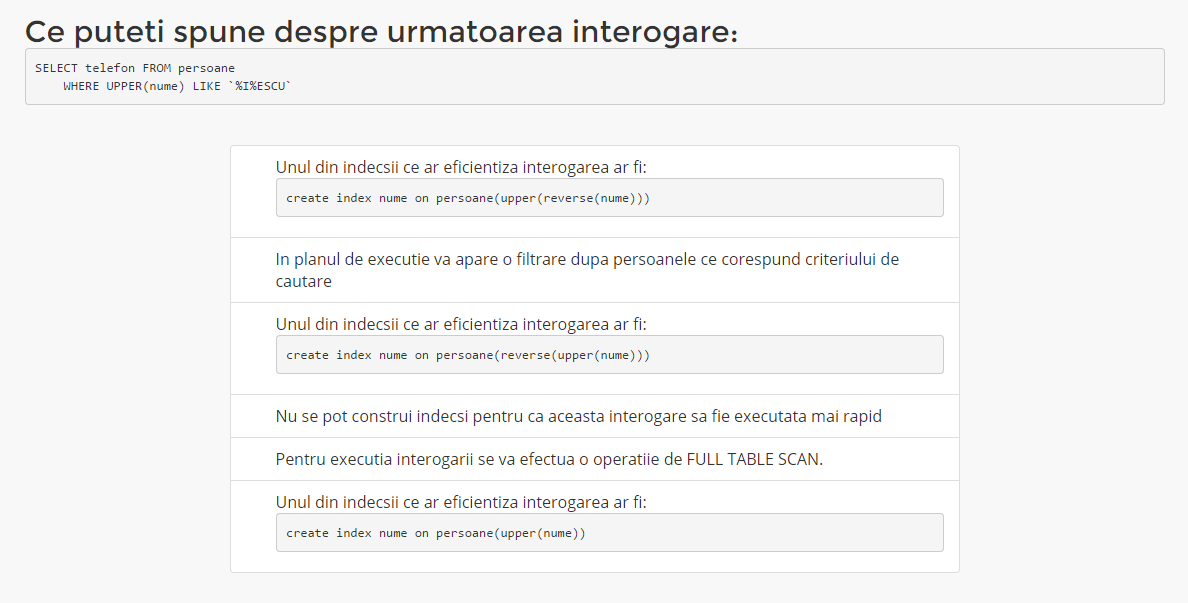 Ce puteti spune despre urmatoarea interogare:
SELECT telefon FROM persoane
WHERE UPPER(nume) LIKE `%I%ESCU`
Unul din indecsii ce ar eficientiza interogarea ar fi:
create index nume on persoane(upper(reverse(nume)))
In planul de executie va apare o filtrare dupa persoanele ce corespund criteriului de
cautare
Unul din indecsii ce ar eficientiza interogarea ar fi:
create index nume on persoane(reverse(upper(nume)))
Nu se pot construi indecsi pentru ca aceasta interogare sa fie executata mai rapid
Pentru executia interogarii se va efectua o operatiie de FULL TABLE SCAN.
Unul din indecsii ce ar eficientiza interogarea ar fi:
create index nume on persoane(upper(nume))